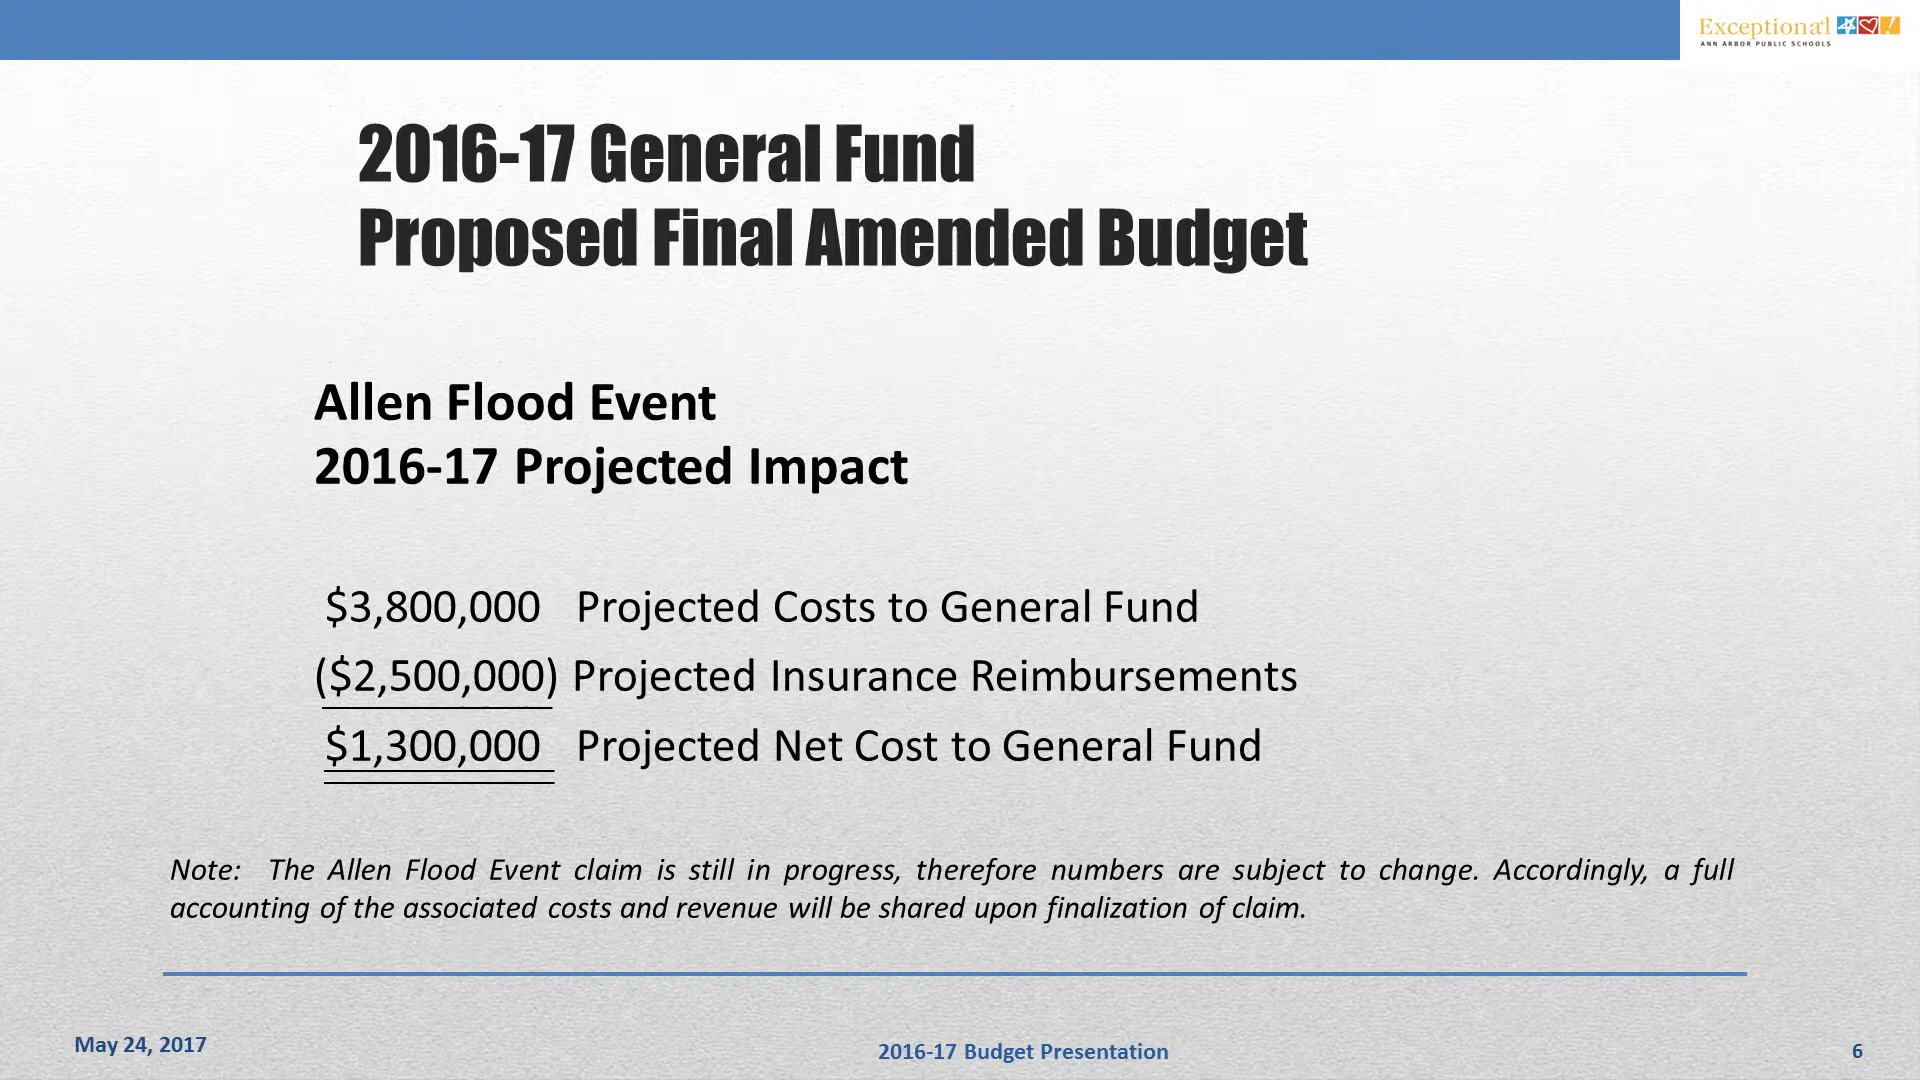 Exceptional
ANN ARBOR PUBLIC SCHOOLS
2016-17 General Fund
Proposed Final Amended Budget
Allen Flood Event
2016-17 Projected Impact
$3,800,000 Projected Costs to General Fund
($2,500,000) Projected Insurance Reimbursements
$1,300,000 Projected Net Cost to General Fund
Note: The Allen Flood Event claim is still in progress, therefore numbers are subject to change. Accordingly, a full
accounting of the associated costs and revenue will be shared upon finalization of claim.
May 24, 2017
2016-17 Budget Presentation
6